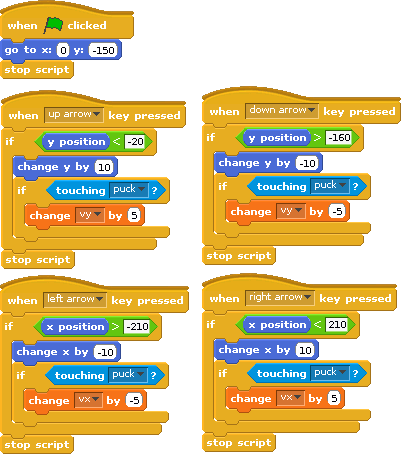 when clicked
go to x: 0 y: -150
stop script
when up arrow key pressed
if y position < -20
change y by 10
if touching puck ?
change vy by 5
stop script
when down arrow key pressed
if y position > -160
change y by -10
if touching puck ?
change vy by -5
stop script
when left arrow key pressed
if x position > -210
change x by -10
if touching puck ?
change vx by -5
stop script
when right arrow key pressed
if x position < 210
change x by 10
if touching puck ?
change vx by 5
stop script